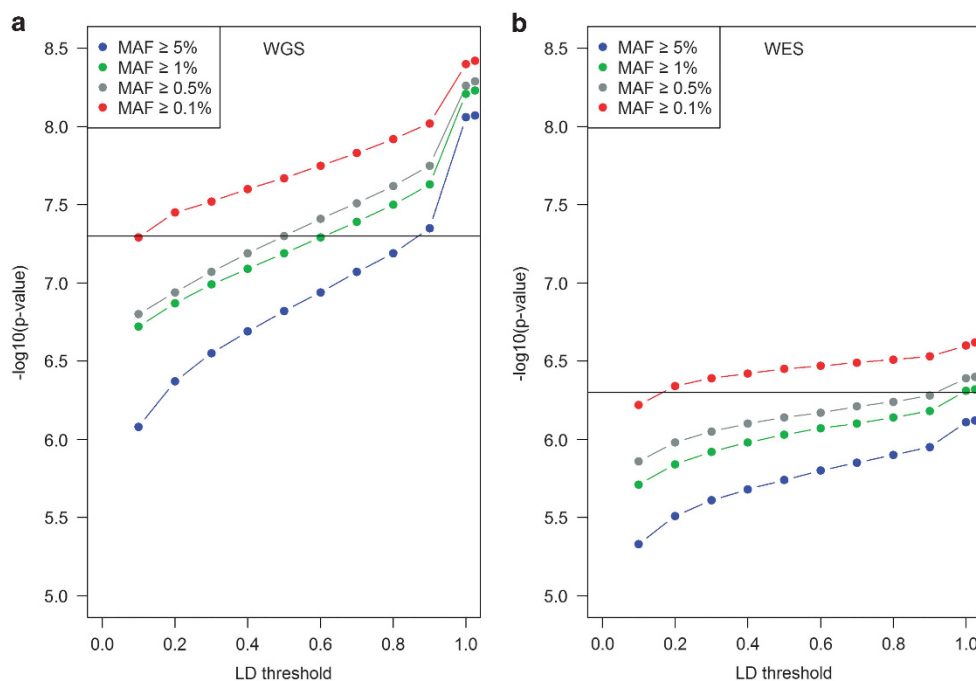 a
WGS
MAF ≥ 5%
MAF ≥ 1%
MAF ≥ 0.5%
MAF ≥ 0.1%
8.5
8.0
7.5
7.0
6.5
6.0
5.5
5.0
-log10(p-value)
0.0 0.2 0.4 0.6 0.8 1.0
LD threshold
b
WES
MAF ≥ 5%
MAF ≥ 1%
MAF ≥ 0.5%
MAF ≥ 0.1%
8.5
8.0
7.5
7.0
6.5
6.0
5.5
5.0
-log10(p-value)
0.0 0.2 0.4 0.6 0.8 1.0
LD threshold